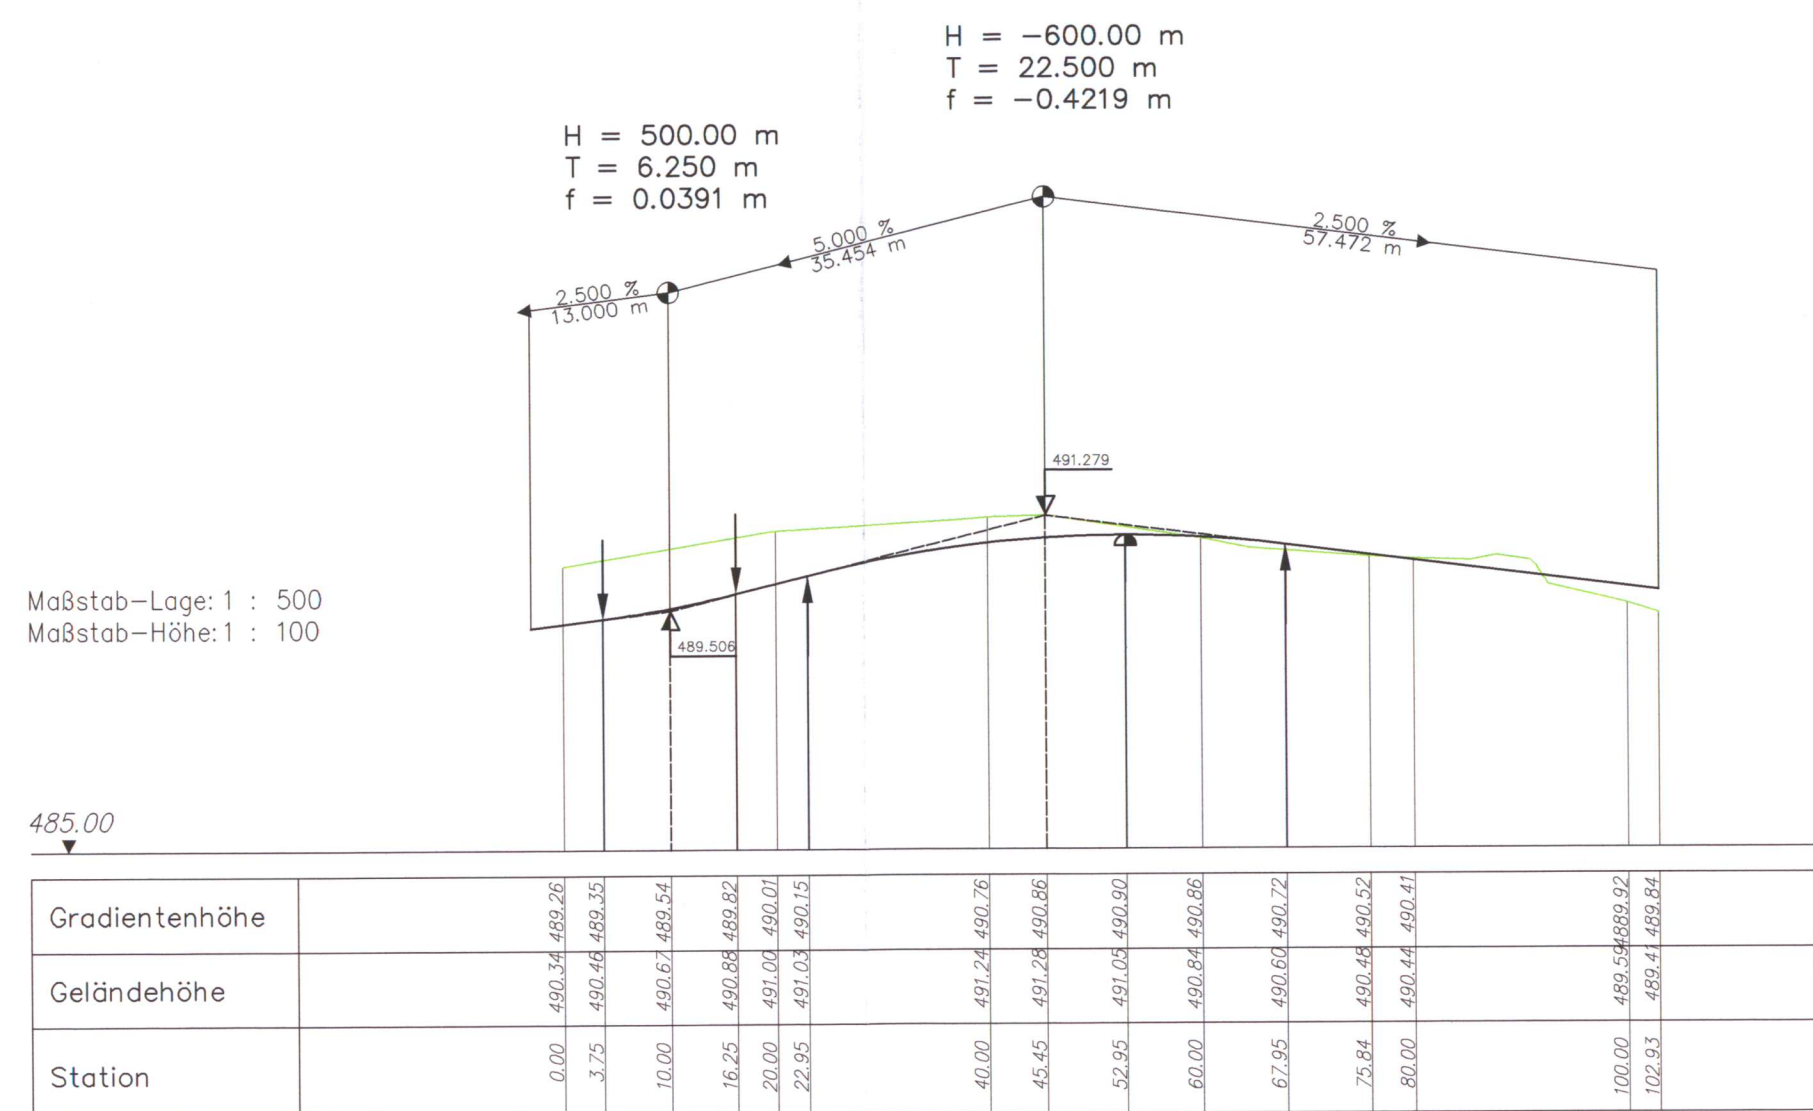 H = -600.00 m
T = 22.500 m
f = -0.4219 m
H = 500.00 m
T = 6.250 m
f = 0.0391 m
5.000 %
35.454 m
2.500 %
57.472 m
2.500 %
13.000 m
491.279
Maßstab-Lage: 1 : 500
Maßstab-Höhe: 1 : 100
489.506
485.00
Gradientenhöhe 489.26 489.35 489.54 489.82 490.01 490.15 490.76 490.86 490.90 490.86 490.72 490.52 490.41 489.92 489.84
Geländehöhe 490.34 490.46 490.67 490.88 491.00 491.03 491.24 491.28 491.05 490.84 490.60 490.48 490.44 489.59 489.41
Station 0.00 3.75 10.00 16.25 20.00 22.95 40.00 45.45 52.95 60.00 67.95 75.84 80.00 100.00 102.93